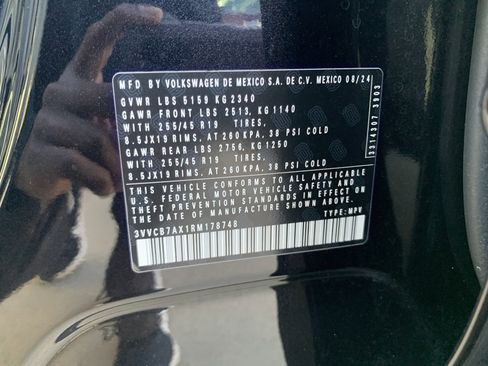 MFD. BY VOLKSWAGEN DE MEXICO S.A. DE C.V. MEXICO 08/24
GVWR LBS 5159 KG 2340
GAWR FRONT LBS 2513, KG 1140
WITH 255/45 R19 TIRES,
8.5JX19 RIMS, AT 260 KPA, 38 PSI COLD
GAWR REAR LBS 2756, KG 1250
WITH 255/45 R19 TIRES,
8.5JX19 RIMS, AT 260 KPA, 38 PSI COLD
THIS VEHICLE CONFORMS TO ALL APPLICABLE
U.S. FEDERAL MOTOR VEHICLE SAFETY AND
THEFT PREVENTION STANDARDS IN EFFECT ON
THE DATE OF MANUFACTURE SHOWN ABOVE.
3VVCB7AX1RM178748 TYPE: MPV
3314307 3903